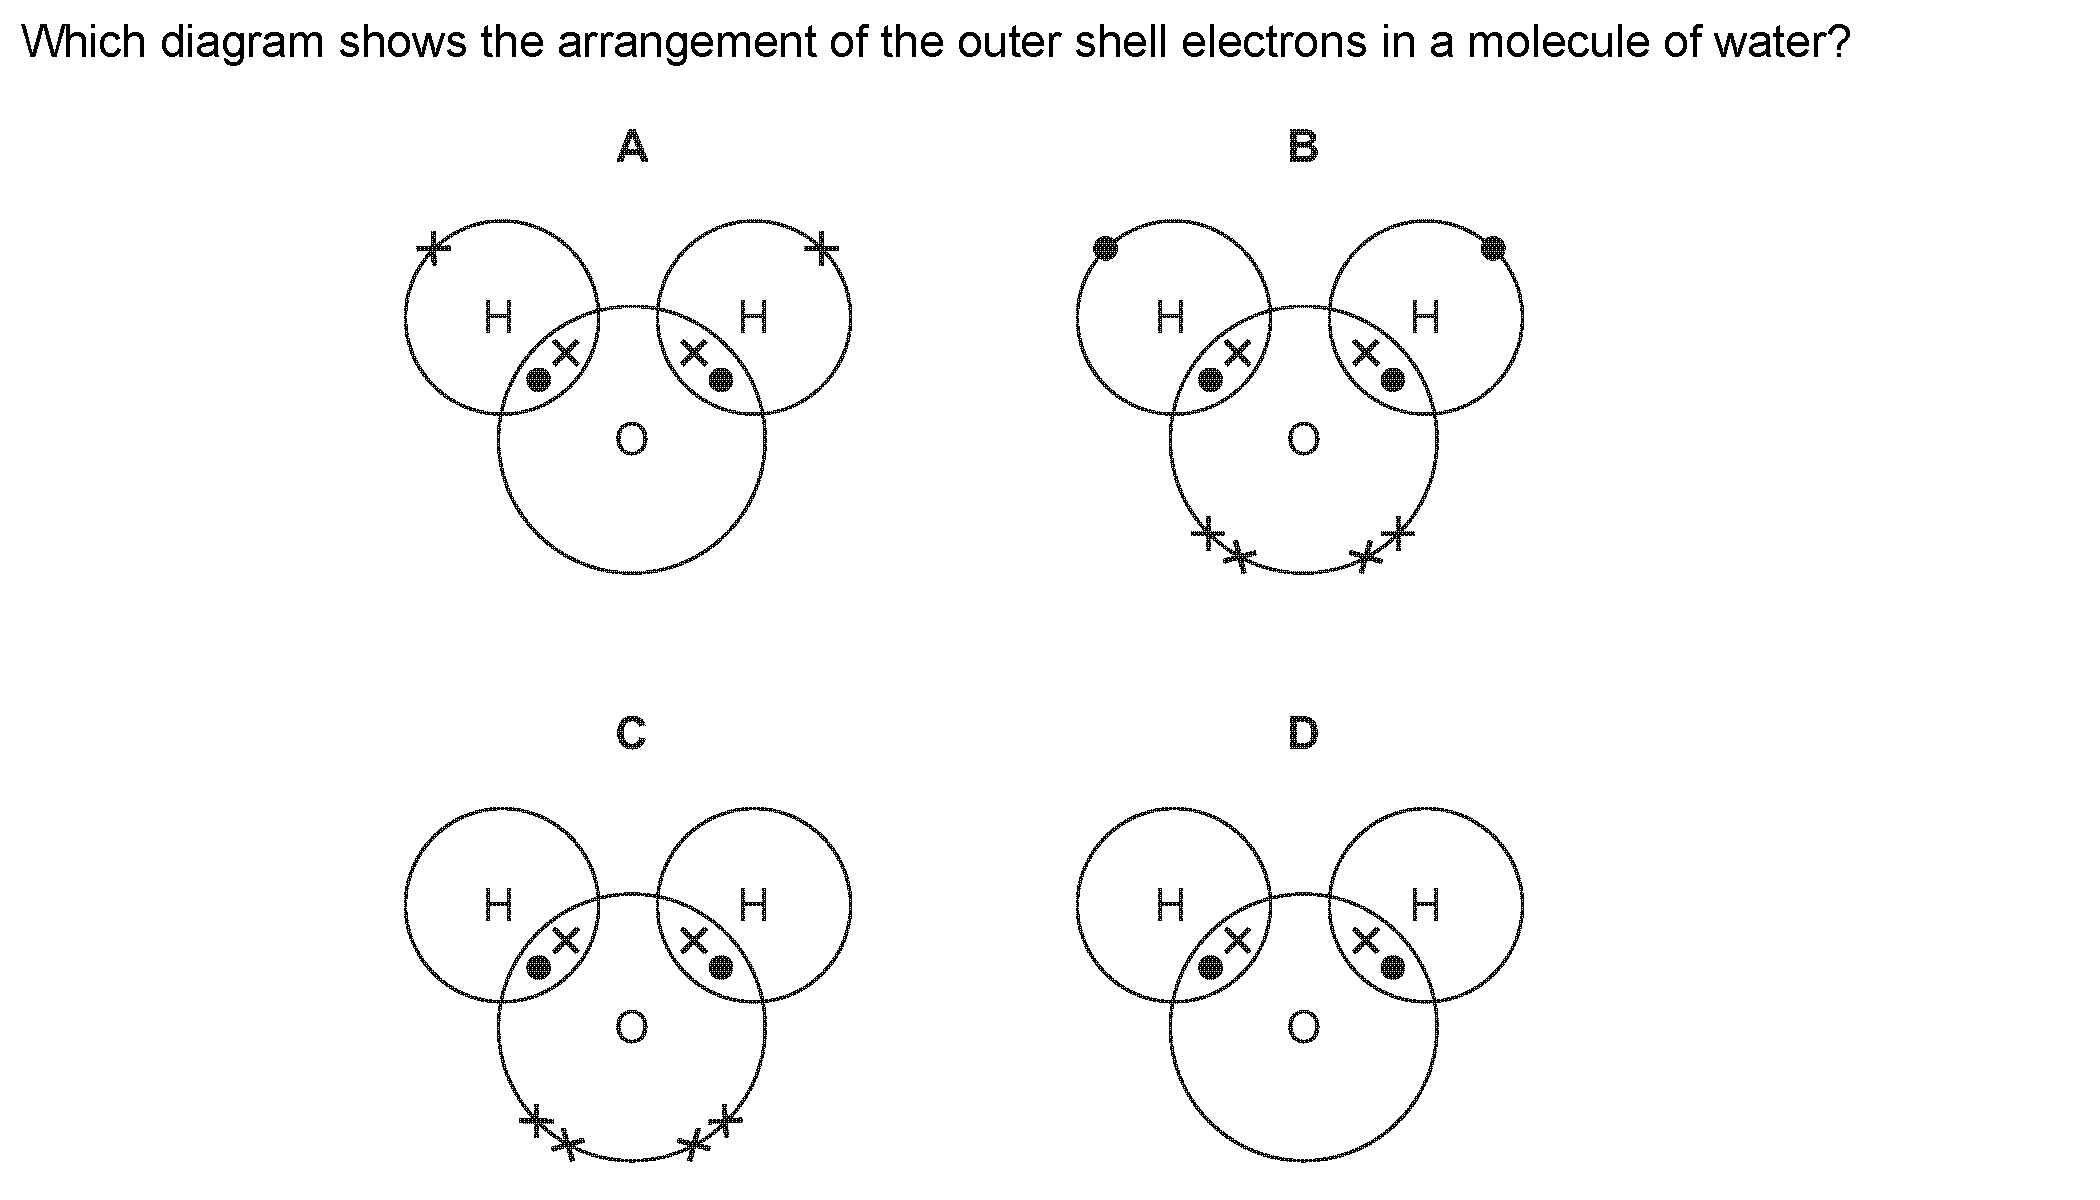 Which diagram shows the arrangement of the outer shell electrons in a molecule of water?
A B
H H H H
O O
C D
H H H H
O O